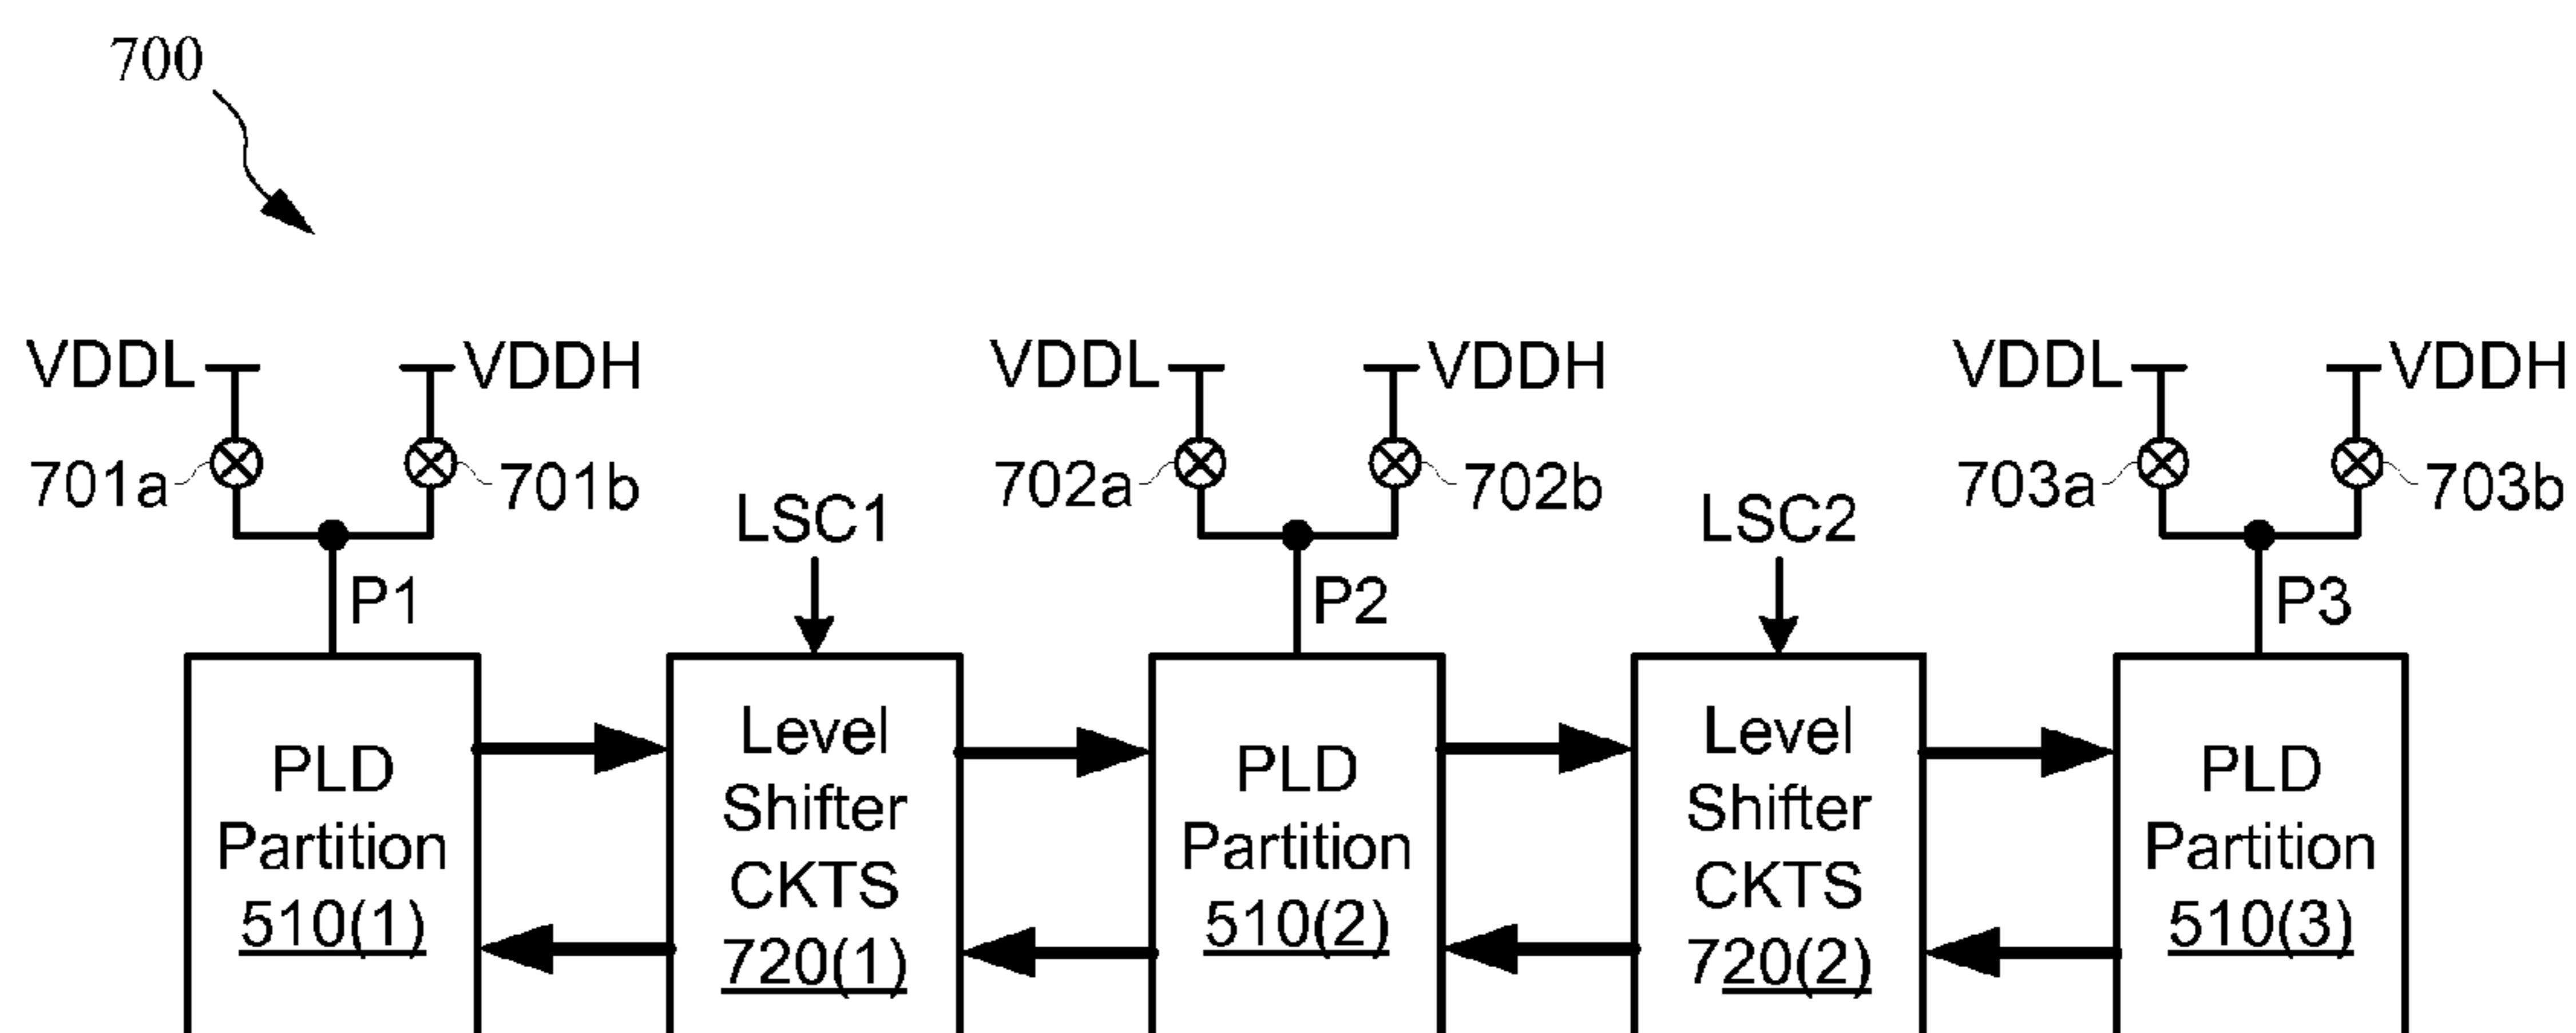 700
VDDL VDDH VDDL VDDH VDDL VDDH
701a 701b 702a 702b 703a 703b
LSC1 LSC2
P1 P2 P3
PLD
Partition
510(1)
Level
Shifter
CKTS
720(1)
PLD
Partition
510(2)
Level
Shifter
CKTS
720(2)
PLD
Partition
510(3)